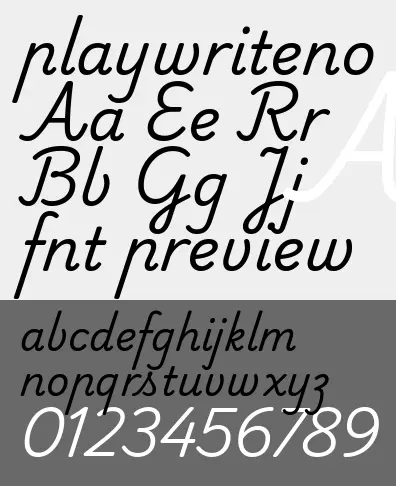 playwriteno
Aa Ee Rr
A
Bb Gg Jj
fnt preview
abcdefghijklm
nopqrstuvwxyz
0123456789